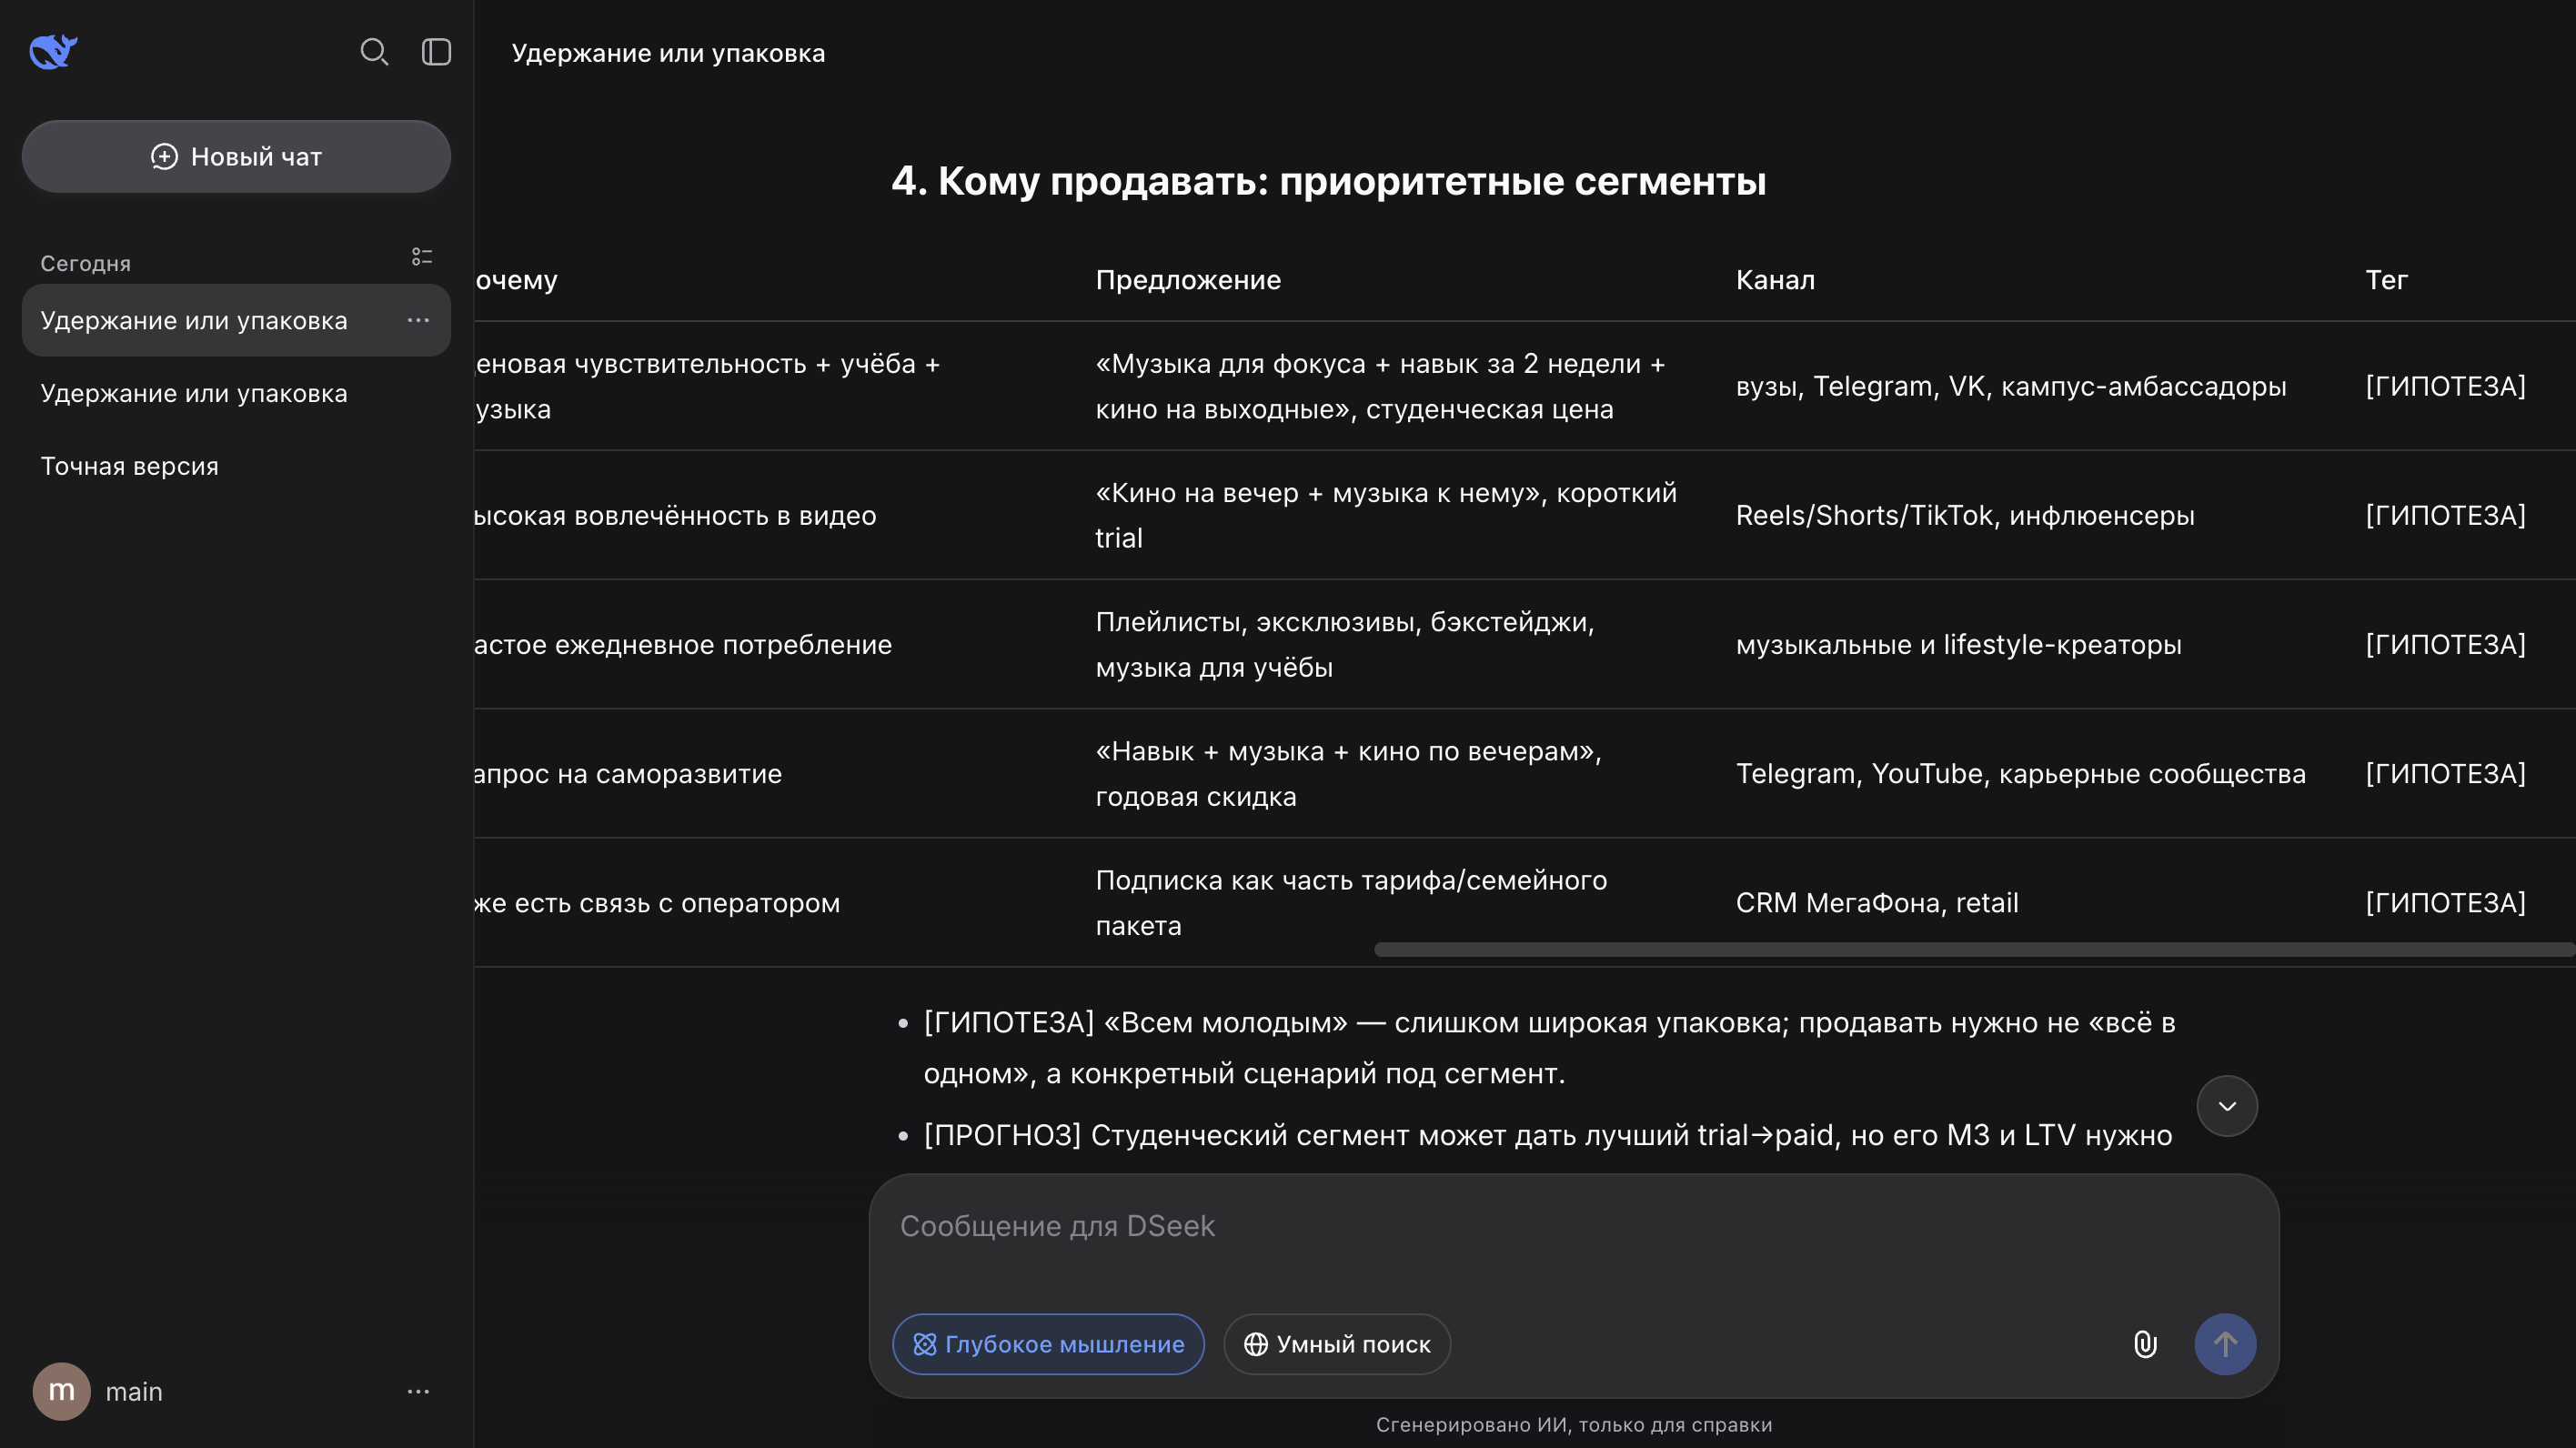 Удержание или упаковка
Новый чат
Сегодня
Удержание или упаковка
Удержание или упаковка
Точная версия
m main
4. Кому продавать: приоритетные сегменты
очему Предложение Канал Тег
еновая чувствительность + учёба +
узыка
«Музыка для фокуса + навык за 2 недели +
кино на выходные», студенческая цена
вузы, Telegram, VK, кампус-амбассадоры
[ГИПОТЕЗА]
ысокая вовлечённость в видео
«Кино на вечер + музыка к нему», короткий
trial
Reels/Shorts/TikTok, инфлюенсеры
[ГИПОТЕЗА]
астое ежедневное потребление
Плейлисты, эксклюзивы, бэкстейджи,
музыка для учёбы
музыкальные и lifestyle-креаторы
[ГИПОТЕЗА]
апрос на саморазвитие
«Навык + музыка + кино по вечерам»,
годовая скидка
Telegram, YouTube, карьерные сообщества
[ГИПОТЕЗА]
же есть связь с оператором
Подписка как часть тарифа/семейного
пакета
CRM МегаФона, retail
[ГИПОТЕЗА]
• [ГИПОТЕЗА] «Всем молодым» — слишком широкая упаковка; продавать нужно не «всё в
одном», а конкретный сценарий под сегмент.
• [ПРОГНОЗ] Студенческий сегмент может дать лучший trial→paid, но его M3 и LTV нужно
Сообщение для DSeek
Глубокое мышление
Умный поиск
Сгенерировано ИИ, только для справки